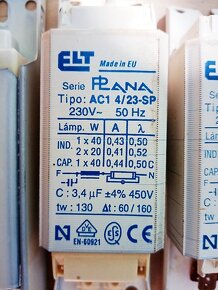 ELT Made in EU
Serie PLANA
Tipo: AC1 4/23-SP
230V~ 50 Hz
Lámp. W A λ
IND. 1 x 40 0,43 0,50
2 x 20 0,41 0,52
CAP. 1 x 40 0,44 0,50 C
F N
C: 3,4 μF ±4% 450V
tw : 130 Δt : 60 / 160
N
EN-60921